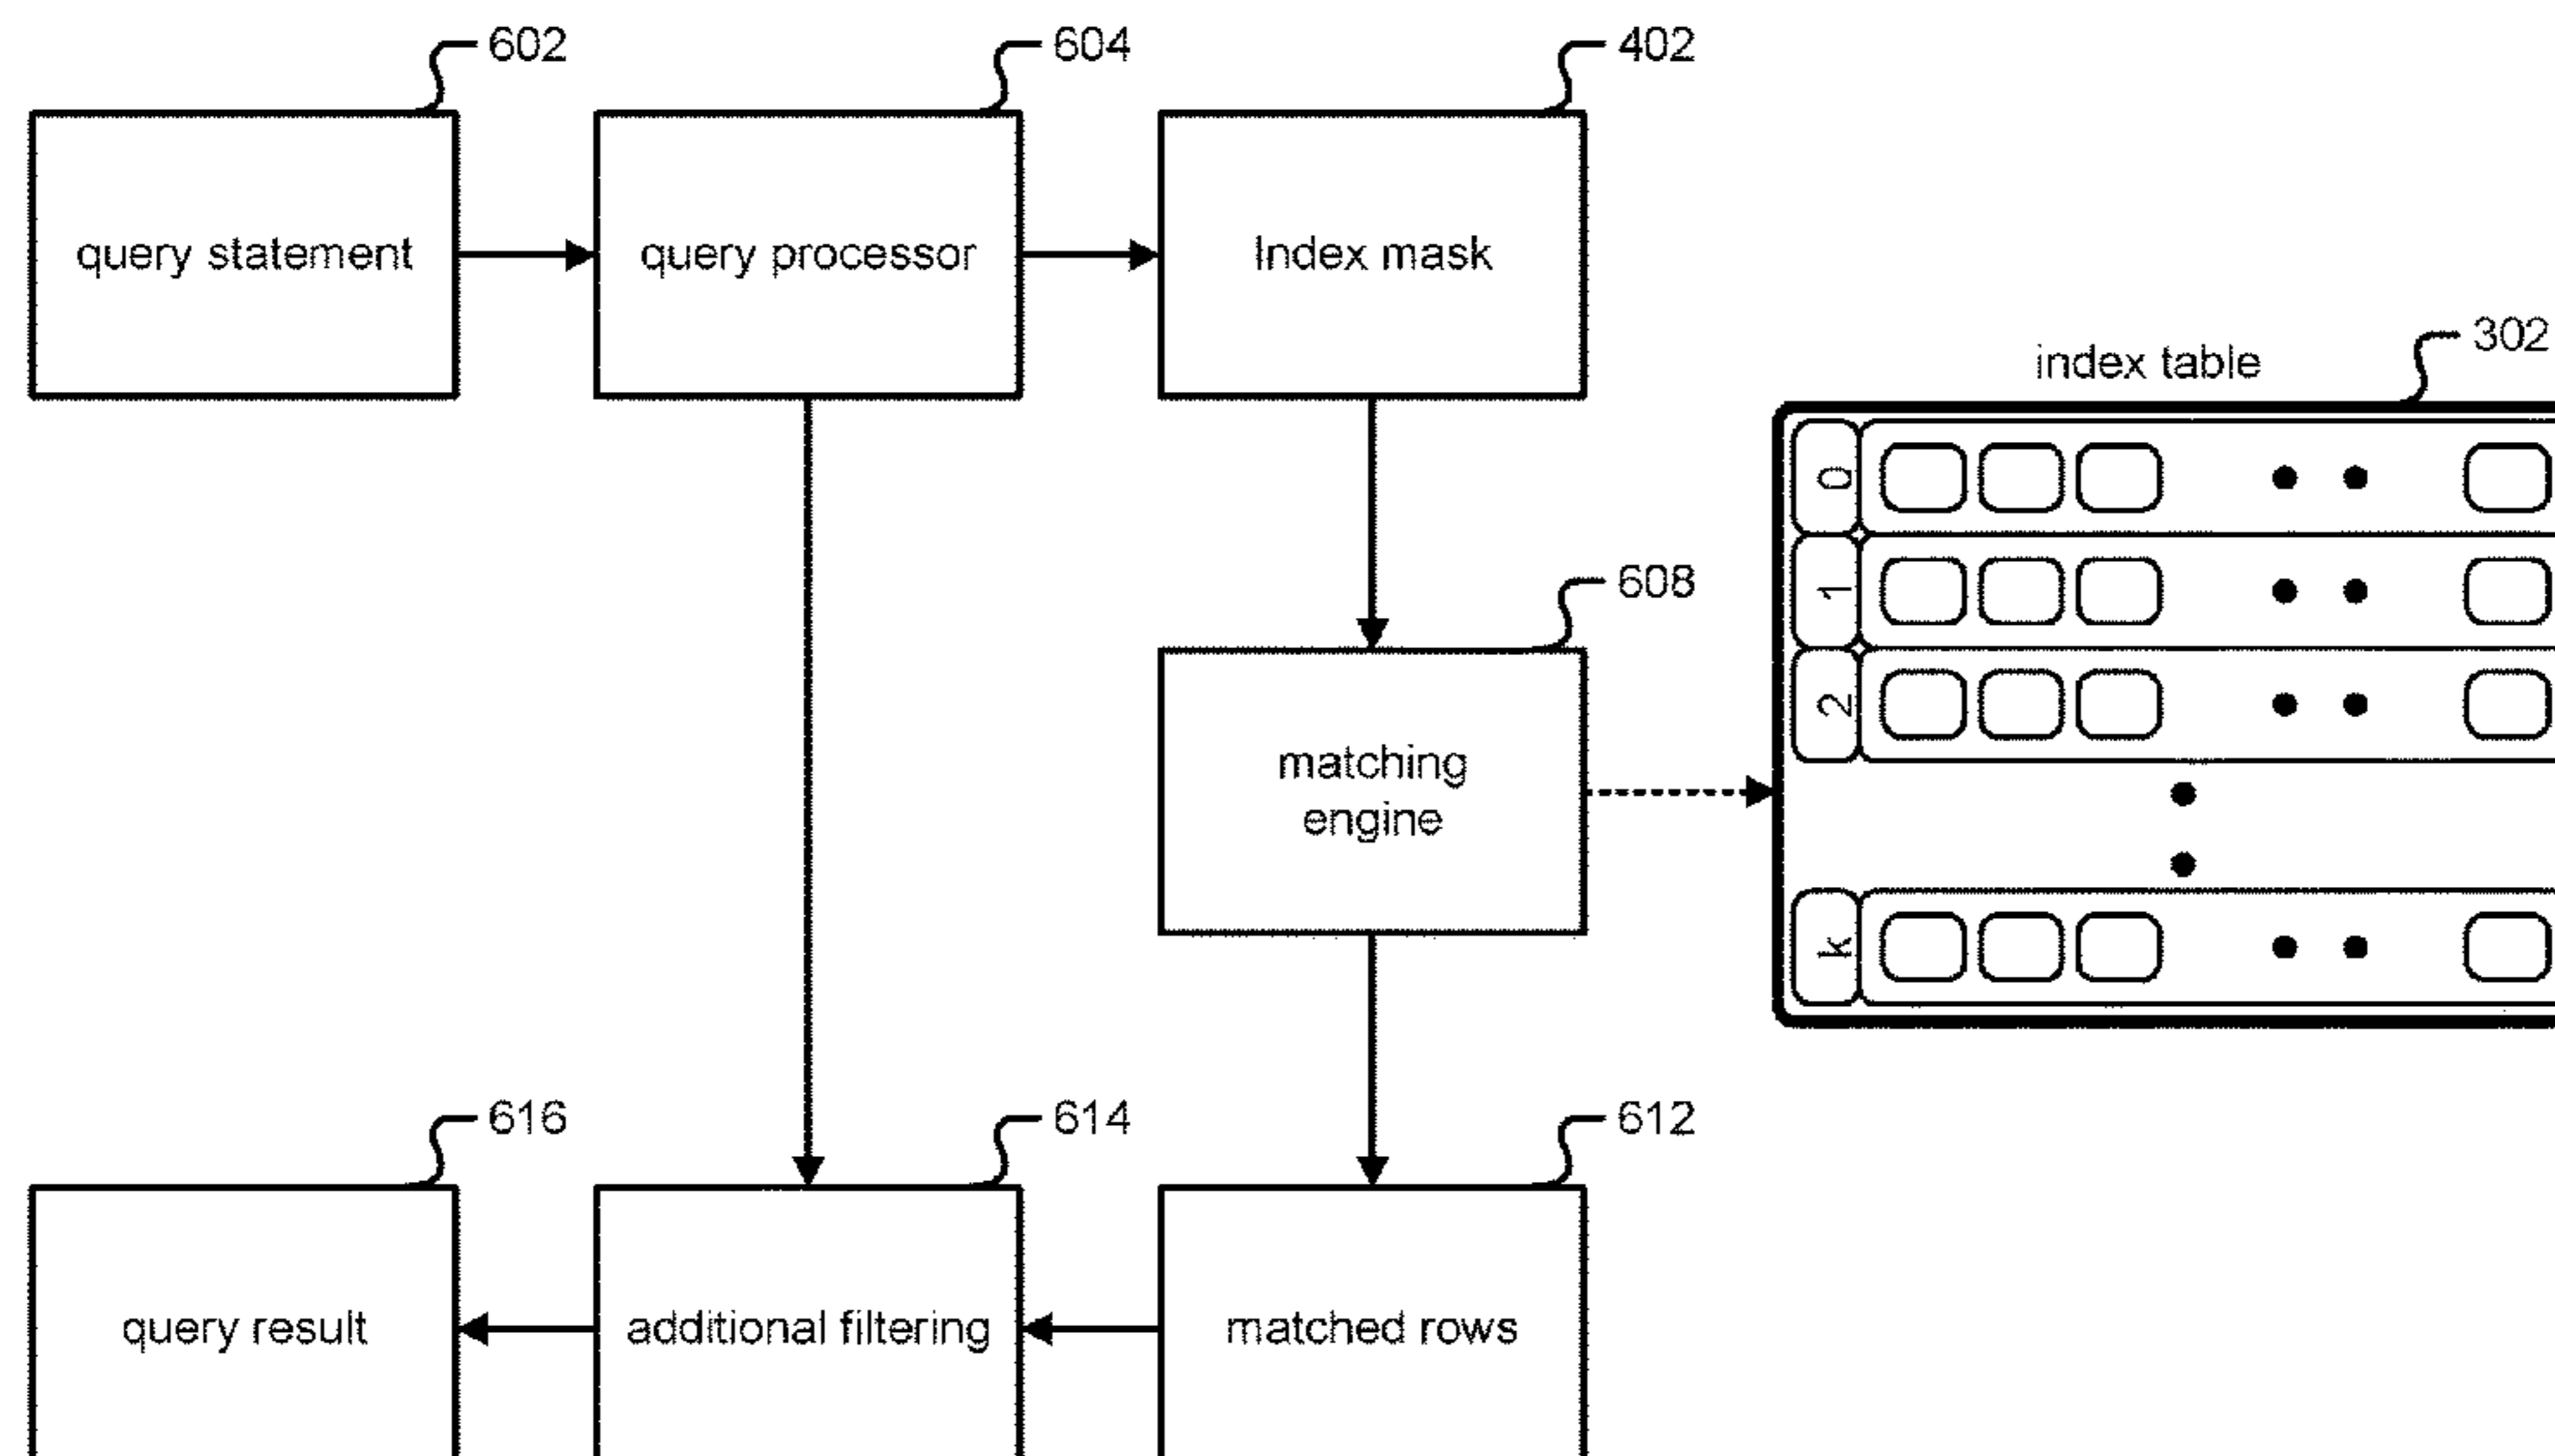 602
604
402
query statement
query processor
Index mask
302
index table
0
1
2
k
608
matching
engine
616
614
612
query result
additional filtering
matched rows